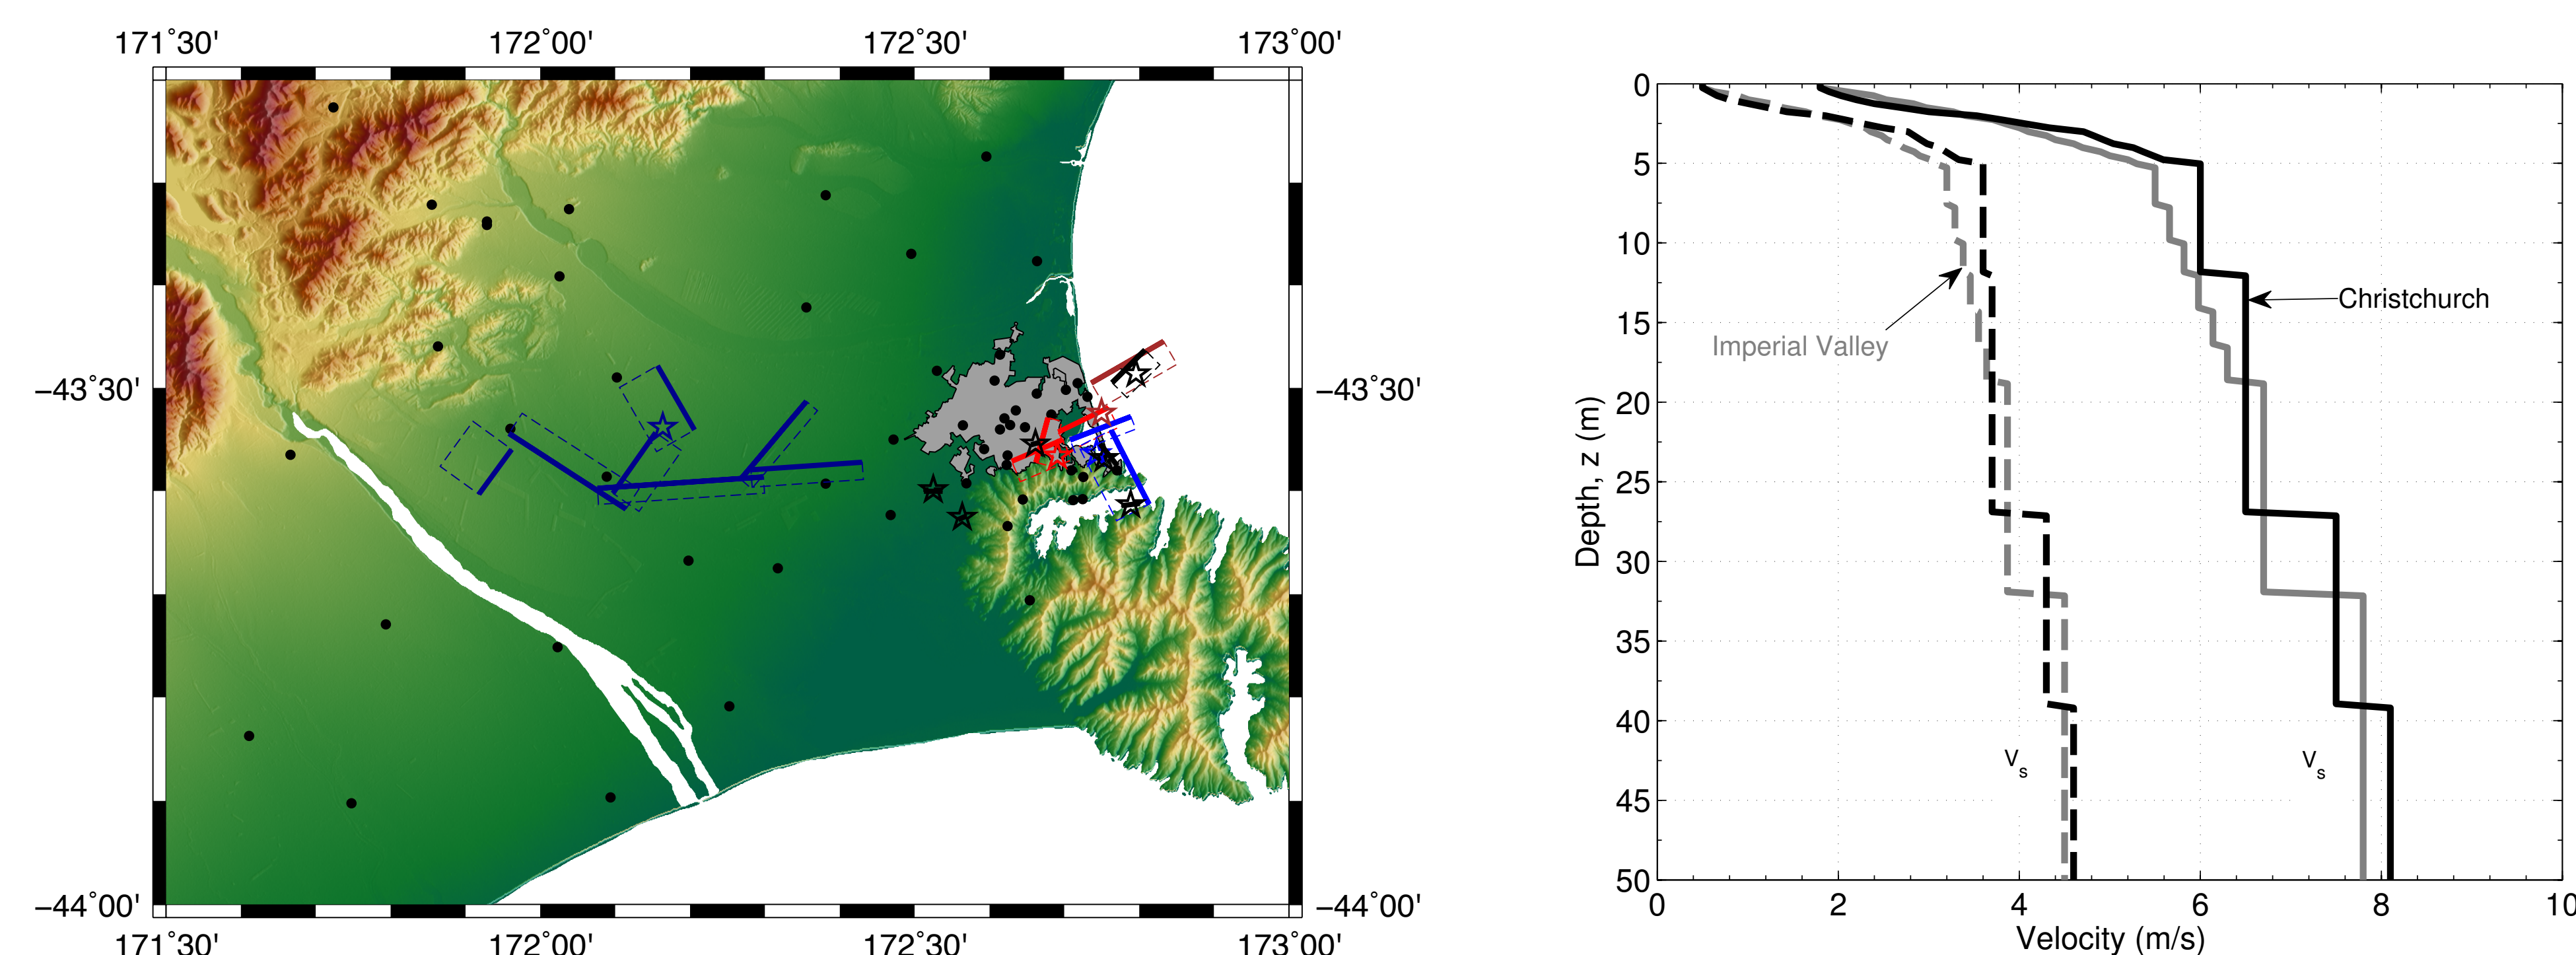 171°30' 172°00' 172°30' 173°00'
−43°30' −43°30'
−44°00' −44°00'
171°30' 172°00' 172°30' 173°00'
0
5
10
15
20
25
30
35
40
45
50
Depth, z (m)
Christchurch
Imperial Valley
Vs Vs
0 2 4 6 8 10
Velocity (m/s)